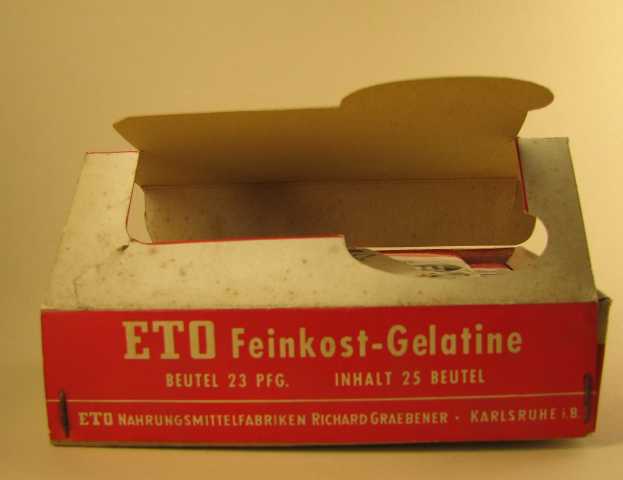 ETO Feinkost-Gelatine
BEUTEL 23 PFG. INHALT 25 BEUTEL
ETO NAHRUNGSMITTELFABRIKEN RICHARD GRAEBENER · KARLSRUHE i. B.